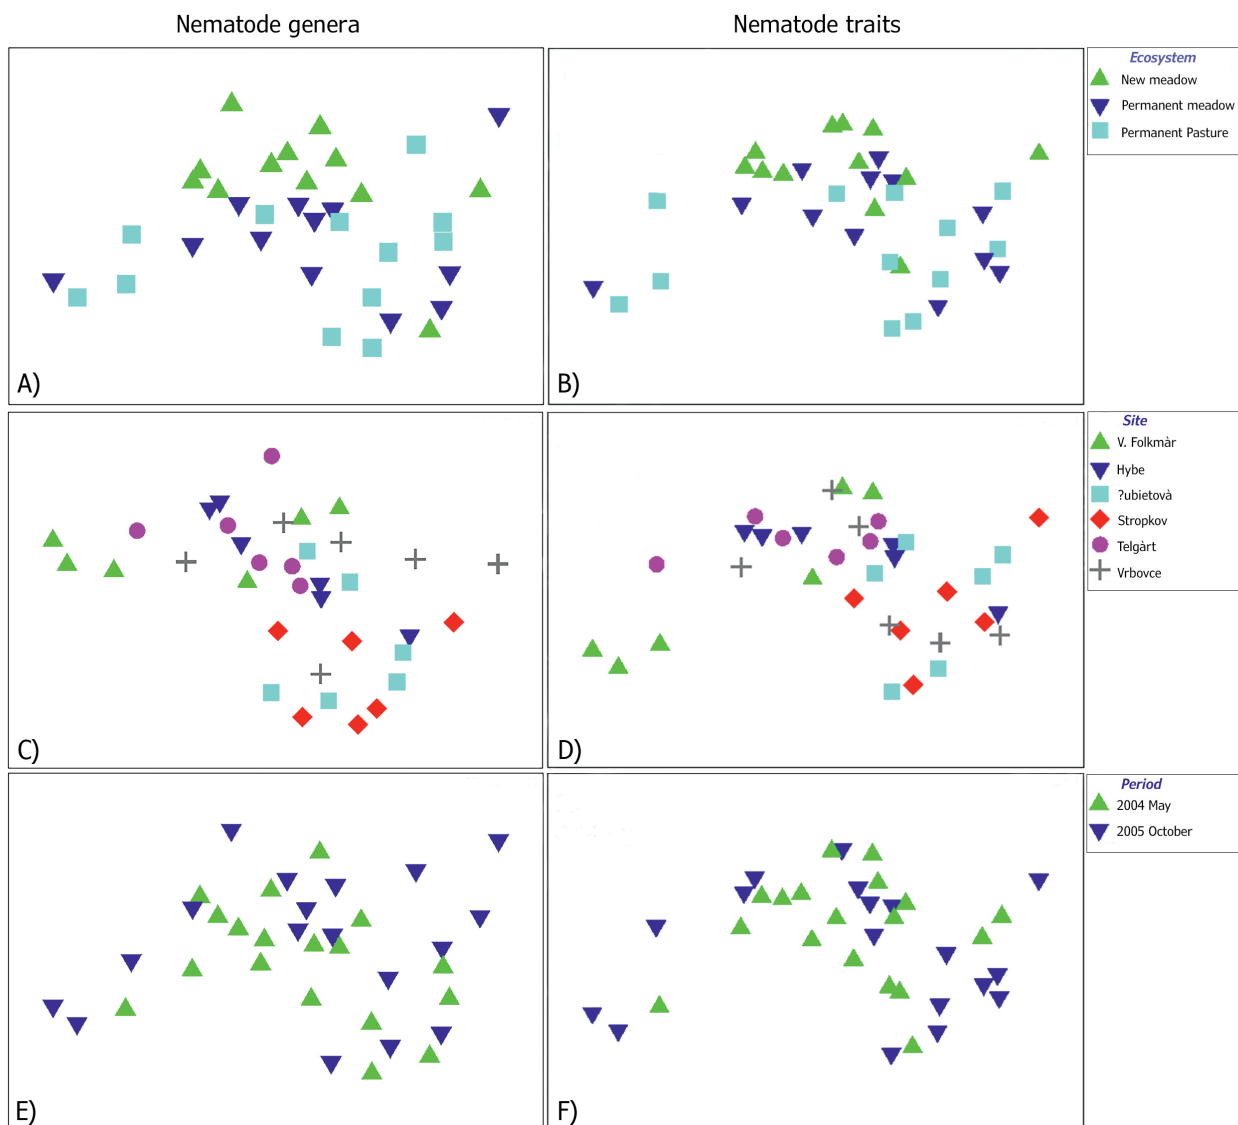 Nematode genera
Nematode traits
Ecosystem
New meadow
Permanent meadow
Permanent Pasture
A)
B)
Site
V. Folkmàr
Hybe
?ubietovà
Stropkov
Telgàrt
Vrbovce
C)
D)
Period
2004 May
2005 October
E)
F)